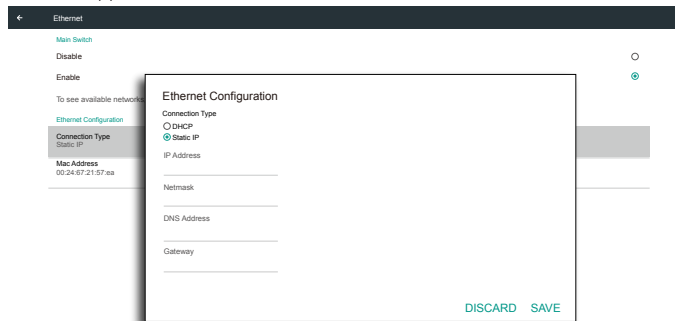 Ethernet
Main Switch
Disable
Enable
To see available networks
Ethernet Configuration
Connection Type
Static IP
Mac Address
00:24:67:21:57:ea
Ethernet Configuration
Connection Type
DHCP
Static IP
IP Address
Netmask
DNS Address
Gateway
DISCARD SAVE